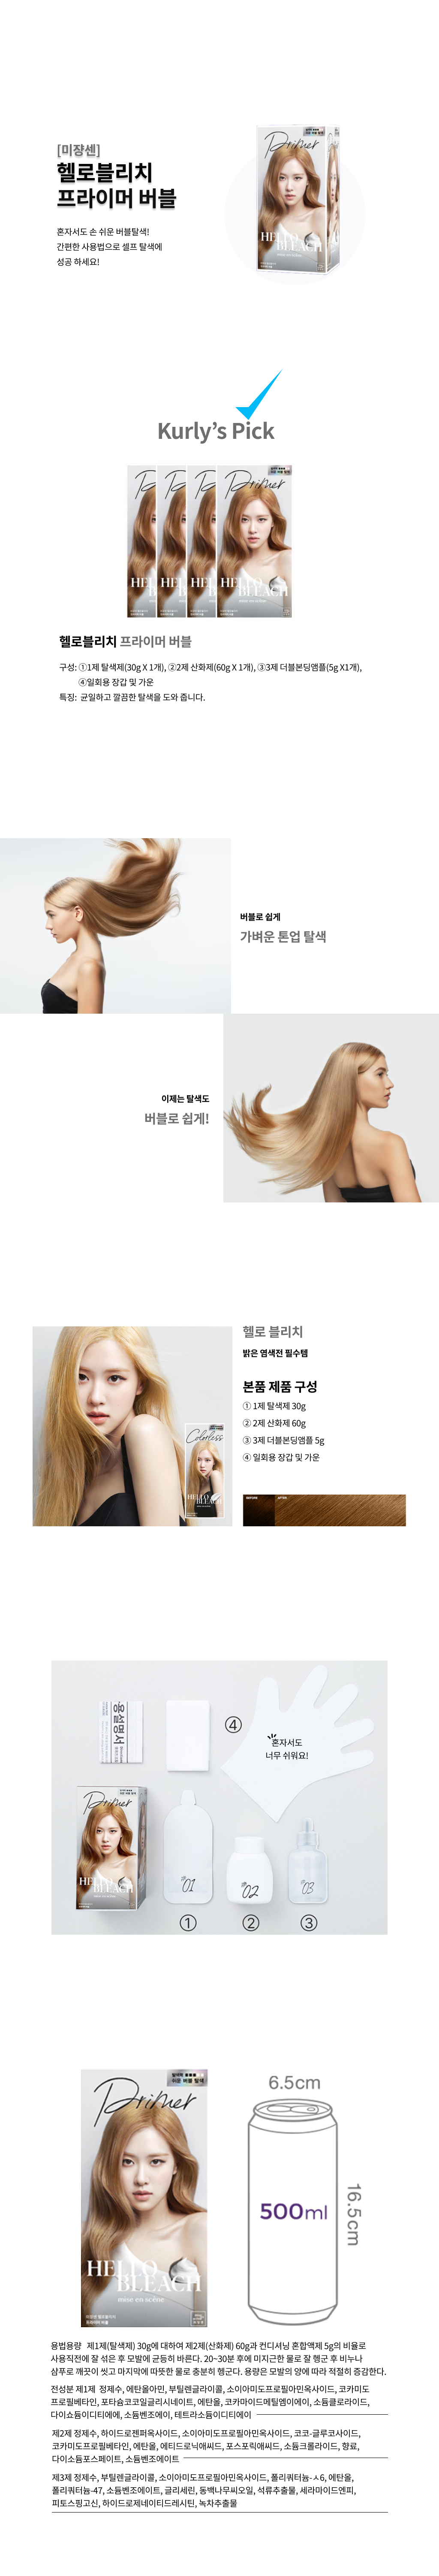 [미쟝센]
헬로블리치
프라이머 버블
혼자서도 손 쉬운 버블탈색!
간편한 사용법으로 셀프 탈색에
성공 하세요!
Primer
HELLO
BLEACH
Kurly's Pick
Primer
HELLO
BLEACH
mise en scène
헬로블리치 프라이머 버블
구성: ①1제 탈색제(30g X 1개), ②2제 산화제(60g X 1개), ③3제 더블본딩앰플(5g X1개),
④일회용 장갑 및 가운
특징: 균일하고 깔끔한 탈색을 도와 줍니다.
버블로 쉽게
가벼운 톤업 탈색
이제는 탈색도
버블로 쉽게!
헬로 블리치
밝은 염색전 필수템
본품 제품 구성
① 1제 탈색제 30g
② 2제 산화제 60g
③ 3제 더블본딩앰플 5g
④ 일회용 장갑 및 가운
Colorless
HELLO
BLEACH
BEFORE
AFTER
사용설명서
④
혼자서도
너무 쉬워요!
Primer
HELLO
BLEACH
01
02
03
① ② ③
6.5cm
500ml
16.5cm
쉬운 버블 탈색
Primer
HELLO
BLEACH
mise en scène
용법용량 제1제(탈색제) 30g에 대하여 제2제(산화제) 60g과 컨디셔닝 혼합액제 5g의 비율로
사용직전에 잘 섞은 후 모발에 균등히 바른다. 20~30분 후에 미지근한 물로 잘 헹군 후 비누나
샴푸로 깨끗이 씻고 마지막에 따뜻한 물로 충분히 헹군다. 용량은 모발의 양에 따라 적절히 증감한다.
전성분 제1제 정제수, 에탄올아민, 부틸렌글라이콜, 소이아미도프로필아민옥사이드, 코카미도
프로필베타인, 포타슘코코일글리시네이트, 에탄올, 코카마이드메틸엠이에이, 소듐클로라이드,
다이소듐이디티에에, 소듐벤조에이, 테트라소듐이디티에이
제2제 정제수, 하이드로젠퍼옥사이드, 소이아미도프로필아민옥사이드, 코코-글루코사이드,
코카미도프로필베타인, 에탄올, 에티드로닉애씨드, 포스포릭애씨드, 소듐크롤라이드, 향료,
다이소듐포스페이트, 소듐벤조에이트
제3제 정제수, 부틸렌글라이콜, 소이아미도프로필아민옥사이드, 폴리쿼터늄-ㅅ6, 에탄올,
폴리쿼터늄-47, 소듐벤조에이트, 글리세린, 동백나무씨오일, 석류추출물, 세라마이드엔피,
피토스핑고신, 하이드로제네이티드레시틴, 녹차추출물